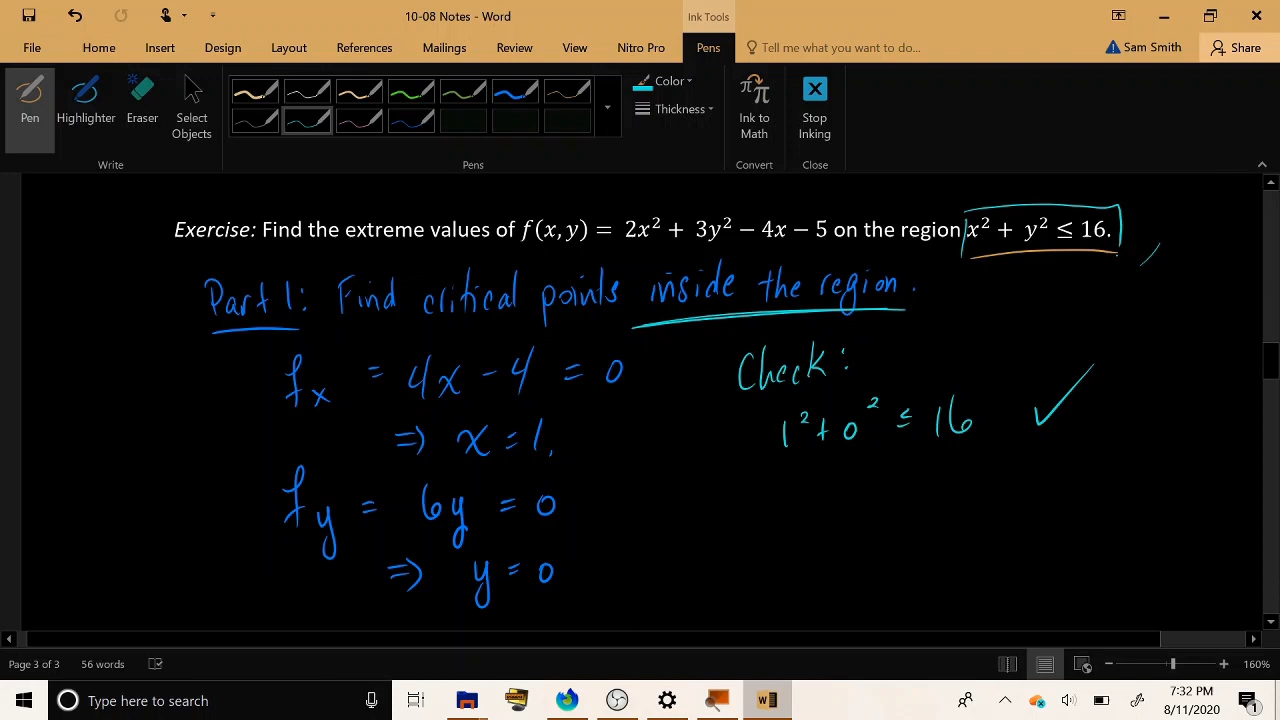 10-08 Notes - Word
Ink Tools
File Home Insert Design Layout References Mailings Review View Nitro Pro Pens Tell me what you want to do... Sam Smith Share
Pen Highlighter Eraser Select Objects
Color
Thickness
Ink to Math
Stop Inking
Write Pens Convert Close
Exercise: Find the extreme values of f(x, y) = 2x² + 3y² − 4x − 5 on the region x² + y² ≤ 16.
Part 1: Find critical points inside the region.
f_x = 4x - 4 = 0
⇒ x = 1,
f_y = 6y = 0
⇒ y = 0
Check:
1² + 0² ≤ 16 ✓
Page 3 of 3 56 words 160%
Type here to search
7:32 PM
8/11/2020
1